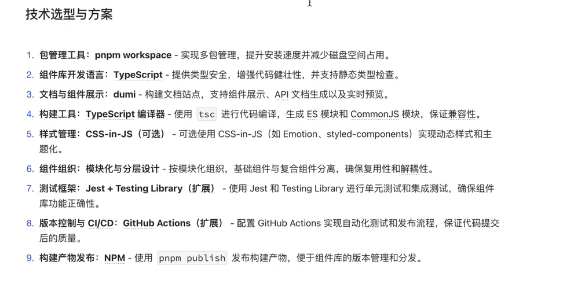 技术选型与方案
1. 包管理工具：pnpm workspace - 实现多包管理，提升安装速度并减少磁盘空间占用。
2. 组件库开发语言：TypeScript - 提供类型安全，增强代码健壮性，并支持静态类型检查。
3. 文档与组件展示：dumi - 构建文档站点，支持组件展示、API 文档生成以及实时预览。
4. 构建工具：TypeScript 编译器 - 使用 tsc 进行代码编译，生成 ES 模块和 CommonJS 模块，保证兼容性。
5. 样式管理：CSS-in-JS（可选） - 可选使用 CSS-in-JS（如 Emotion、styled-components）实现动态样式和主
题化。
6. 组件组织：模块化与分层设计 - 按模块化组织，基础组件与复合组件分离，确保复用性和解耦性。
7. 测试框架：Jest + Testing Library（扩展） - 使用 Jest 和 Testing Library 进行单元测试和集成测试，确保组件
库功能正确性。
8. 版本控制与 CI/CD：GitHub Actions（扩展） - 配置 GitHub Actions 实现自动化测试和发布流程，保证代码提交
后的质量。
9. 构建产物发布：NPM - 使用 pnpm publish 发布构建产物，便于组件库的版本管理和分发。